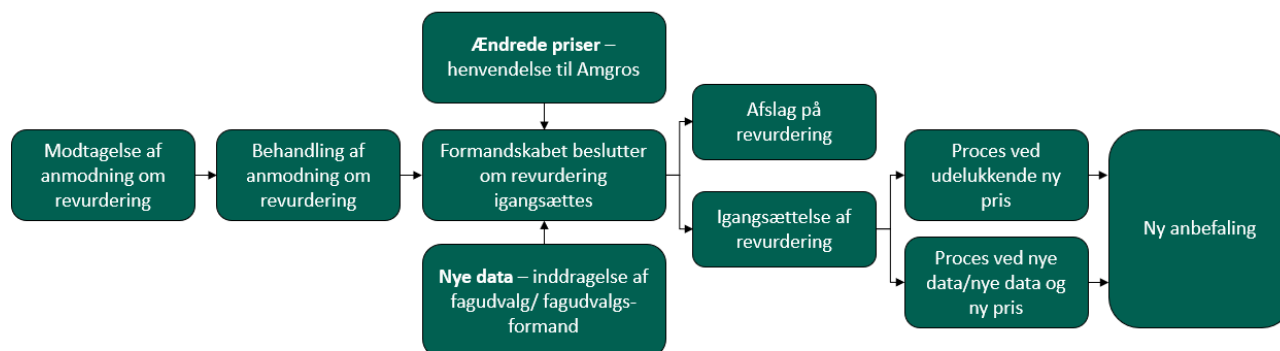 Ændrede priser –
henvendelse til Amgros
Modtagelse af
anmodning om
revurdering
Behandling af
anmodning om
revurdering
Formandskabet beslutter
om revurdering
igangsættes
Nye data – inddragelse af
fagudvalg/ fagudvalgs-
formand
Afslag på
revurdering
Igangsættelse af
revurdering
Proces ved
udelukkende ny
pris
Proces ved nye
data/nye data og
ny pris
Ny anbefaling